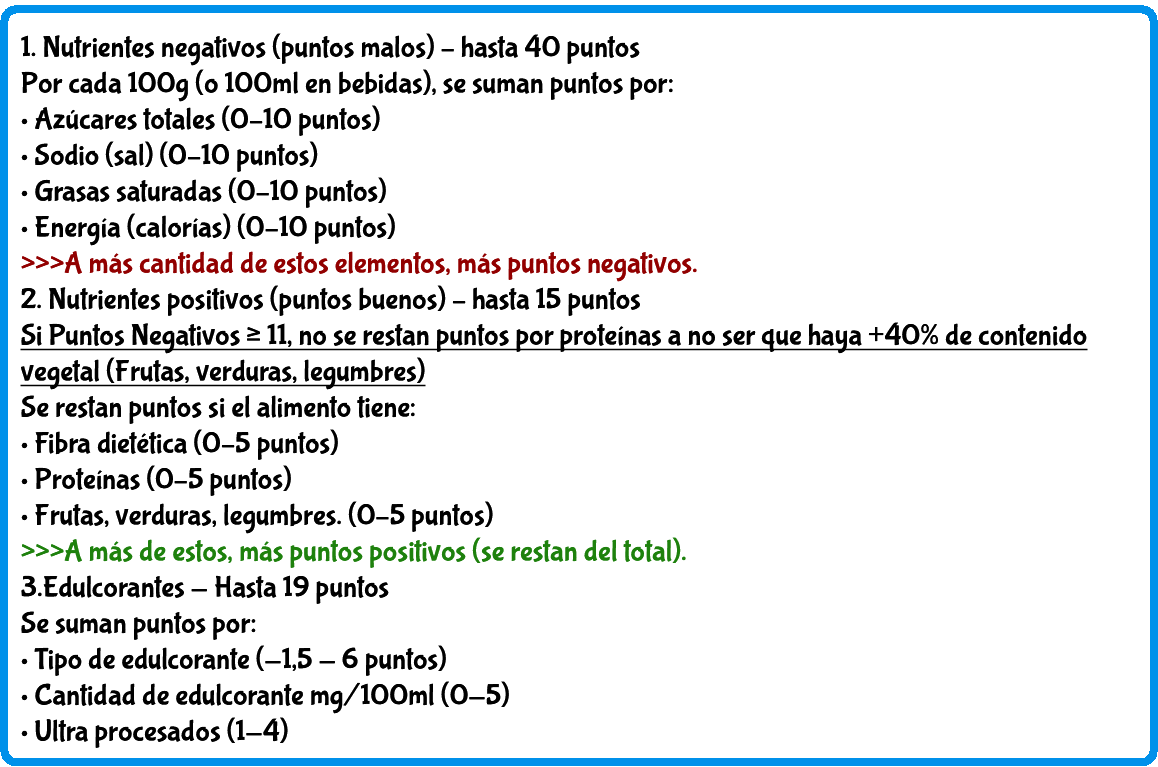 1. Nutrientes negativos (puntos malos) – hasta 40 puntos
Por cada 100g (o 100ml en bebidas), se suman puntos por:
• Azúcares totales (0–10 puntos)
• Sodio (sal) (0–10 puntos)
• Grasas saturadas (0–10 puntos)
• Energía (calorías) (0–10 puntos)
>>>A más cantidad de estos elementos, más puntos negativos.
2. Nutrientes positivos (puntos buenos) – hasta 15 puntos
Si Puntos Negativos ≥ 11, no se restan puntos por proteínas a no ser que haya +40% de contenido
vegetal (Frutas, verduras, legumbres)
Se restan puntos si el alimento tiene:
• Fibra dietética (0–5 puntos)
• Proteínas (0–5 puntos)
• Frutas, verduras, legumbres. (0–5 puntos)
>>>A más de estos, más puntos positivos (se restan del total).
3.Edulcorantes – Hasta 19 puntos
Se suman puntos por:
• Tipo de edulcorante (–1,5 – 6 puntos)
• Cantidad de edulcorante mg/100ml (0–5)
• Ultra procesados (1–4)